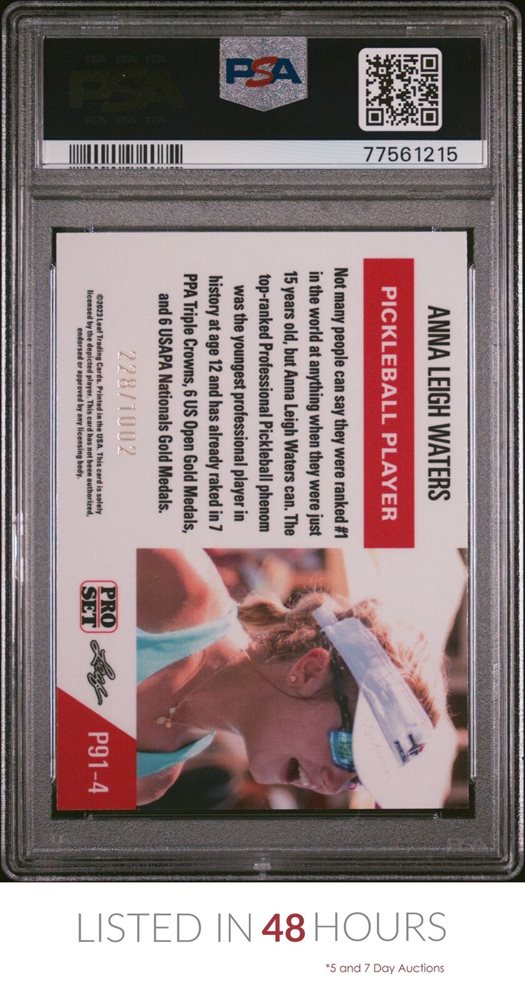 PSA
77561215
ANNA LEIGH WATERS
PICKLEBALL PLAYER
Not many people can say they were ranked #1
in the world at anything when they were just
15 years old, but Anna Leigh Waters can. The
top-ranked Professional Pickleball phenom
was the youngest professional player in
history at age 12 and has already raked in 7
PPA Triple Crowns, 6 US Open Gold Medals,
and 6 USAPA Nationals Gold Medals.
228/1002
©2023 Leaf Trading Cards. Printed in the USA. This card is solely
licensed by the depicted player. This card has not been authorized,
endorsed or approved by any licensing body.
PRO
SET
Leaf
P91-4
LISTED IN 48 HOURS
*5 and 7 Day Auctions